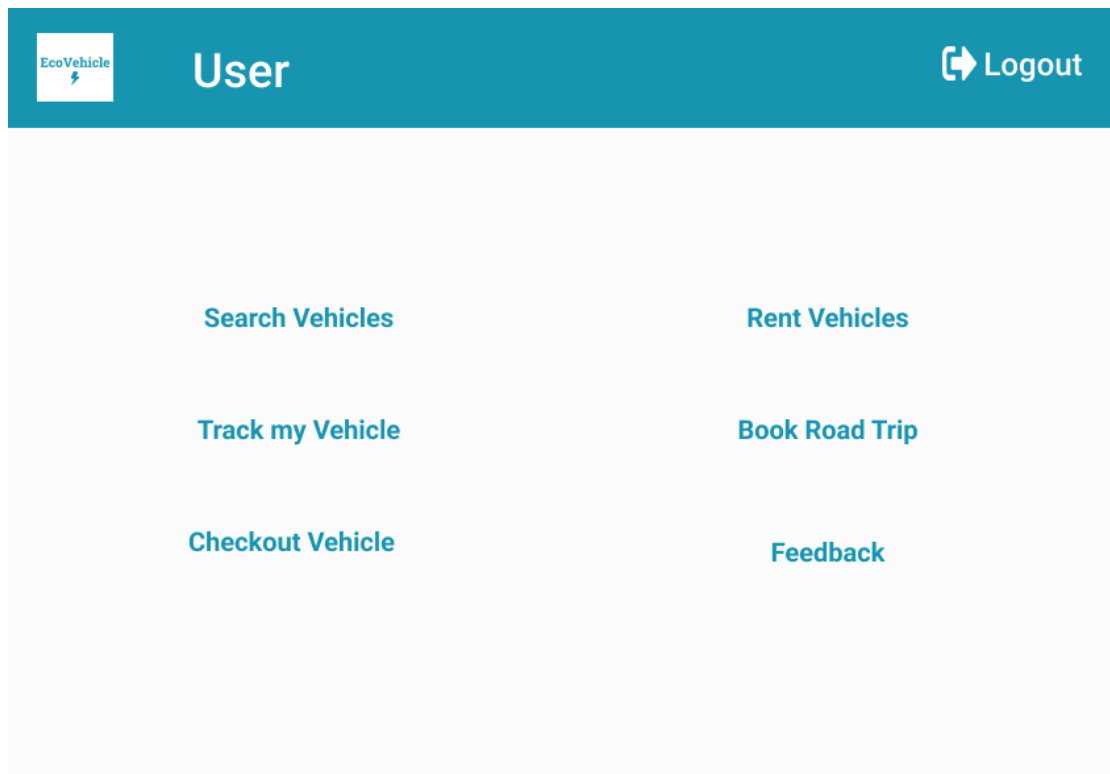 EcoVehicle
User
Logout
Search Vehicles
Rent Vehicles
Track my Vehicle
Book Road Trip
Checkout Vehicle
Feedback